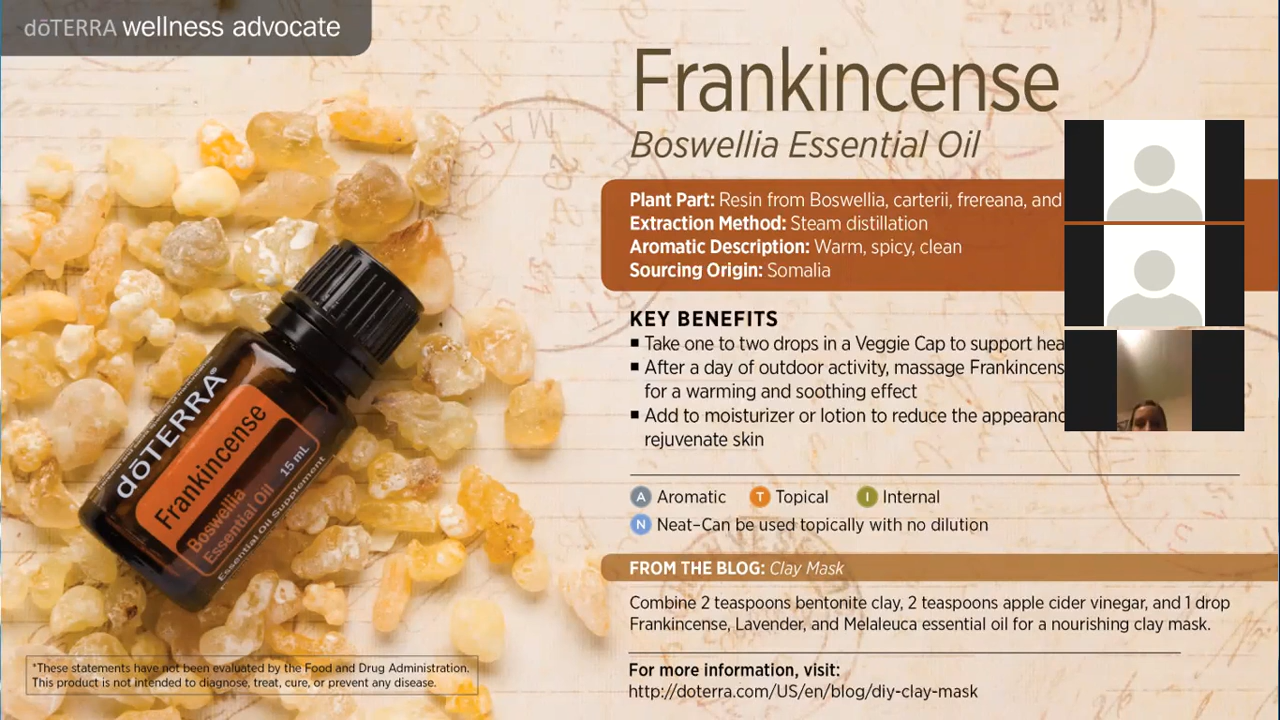 dōTERRA wellness advocate
Frankincense
Boswellia Essential Oil
Plant Part: Resin from Boswellia, carterii, frereana, and
Extraction Method: Steam distillation
Aromatic Description: Warm, spicy, clean
Sourcing Origin: Somalia
KEY BENEFITS
▪ Take one to two drops in a Veggie Cap to support
▪ After a day of outdoor activity, massage
for a warming and soothing effect
▪ Add to moisturizer or lotion to reduce the
rejuvenate skin
A Aromatic T Topical I Internal
N Neat–Can be used topically with no dilution
FROM THE BLOG: Clay Mask
Combine 2 teaspoons bentonite clay, 2 teaspoons apple cider vinegar, and 1 drop
Frankincense, Lavender, and Melaleuca essential oil for a nourishing clay mask.
For more information, visit:
http://doterra.com/US/en/blog/diy-clay-mask
dōTERRA®
Frankincense
Boswellia
Essential Oil 15 mL
Essential Oil Supplement
*These statements have not been evaluated by the Food and Drug Administration.
This product is not intended to diagnose, treat, cure, or prevent any disease.